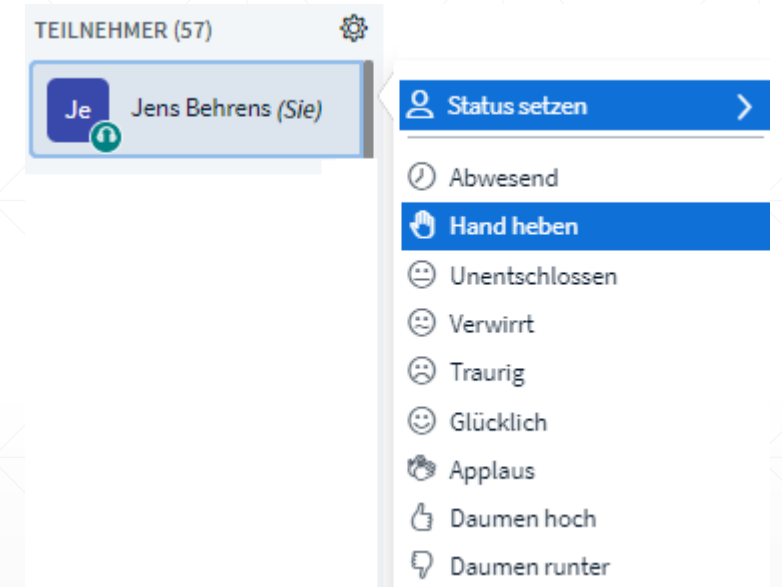 TEILNEHMER (57)
Je Jens Behrens (Sie)
Status setzen
Abwesend
Hand heben
Unentschlossen
Verwirrt
Traurig
Glücklich
Applaus
Daumen hoch
Daumen runter